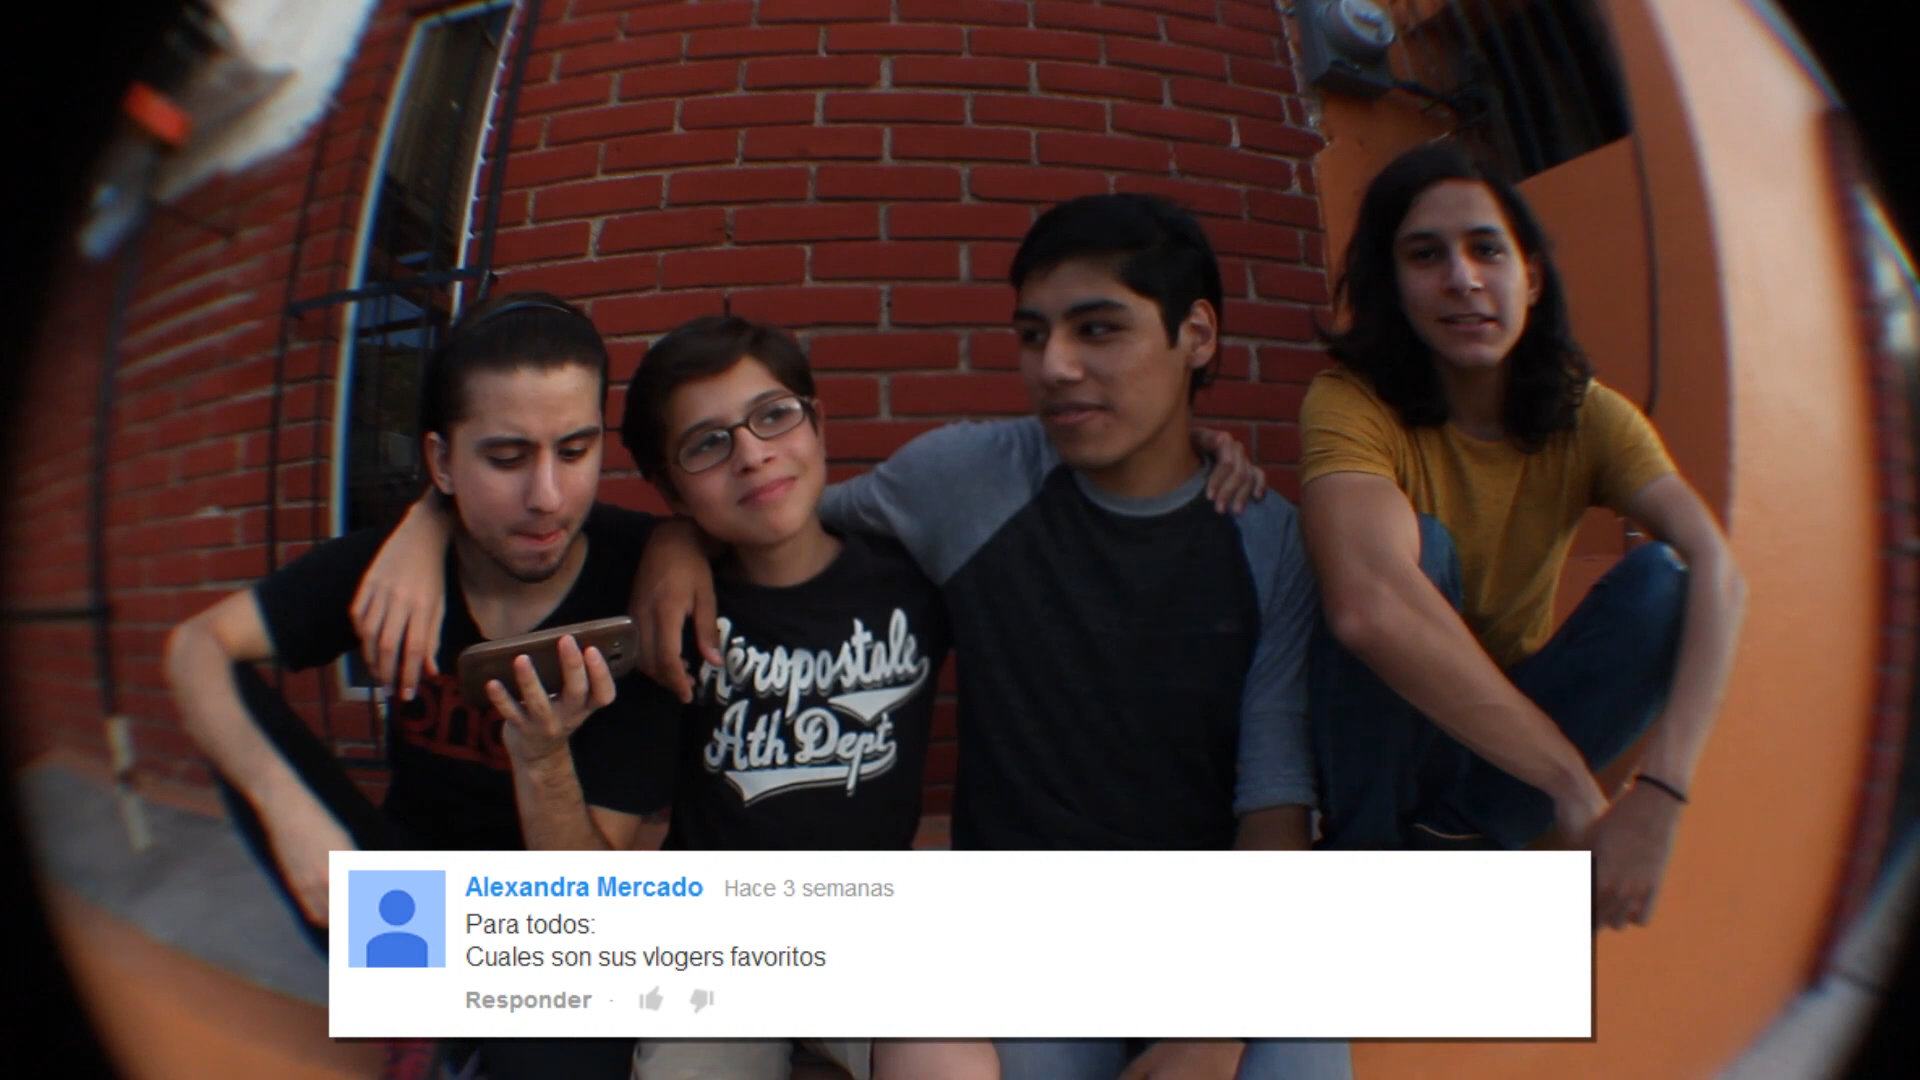 Aéropostale
Ath Dept
Alexandra Mercado Hace 3 semanas
Para todos:
Cuales son sus vlogers favoritos
Responder ·